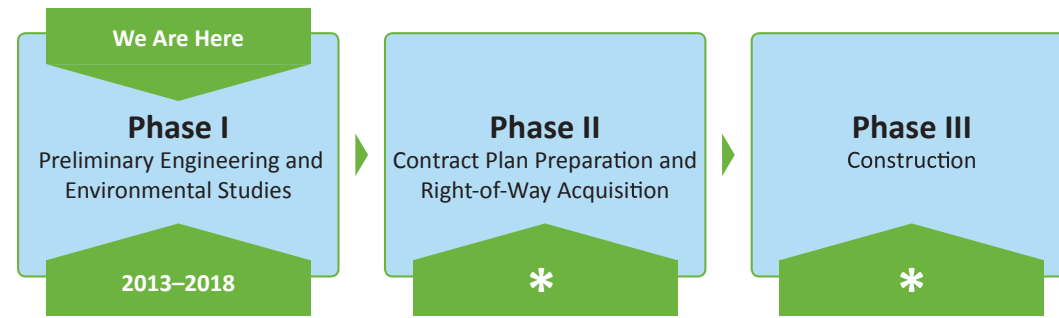 We Are Here
Phase I
Preliminary Engineering and
Environmental Studies
2013–2018
Phase II
Contract Plan Preparation and
Right-of-Way Acquisition
*
Phase III
Construction
*